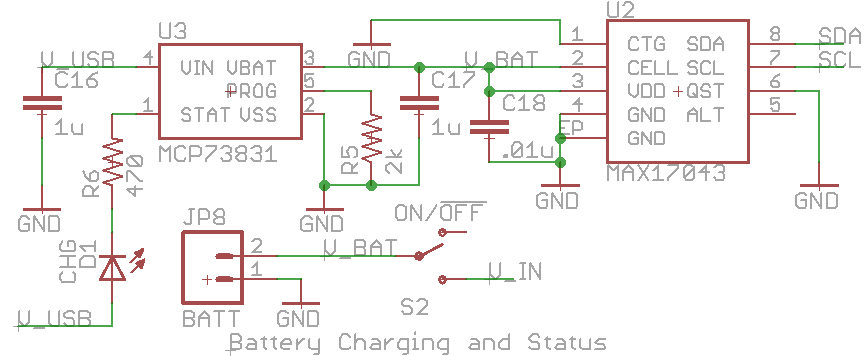 U3
U2
V_USB
4
VIN VBAT
3
GND
V_BAT
1
CTG SDA
8
SDA
C16
PROG
5
C17
2
CELL SCL
7
SCL
1
STAT VSS
2
3
VDD QST
6
1u
MCP73831
1u
C18
4
GND ALT
5
EP
GND
R6
470
R5
2k
.01u
MAX17043
GND
GND
GND
GND
JP8
ON/OFF
CHG
D1
2
V_BAT
1
V_IN
S2
V_USB
BATT
GND
Battery Charging and Status